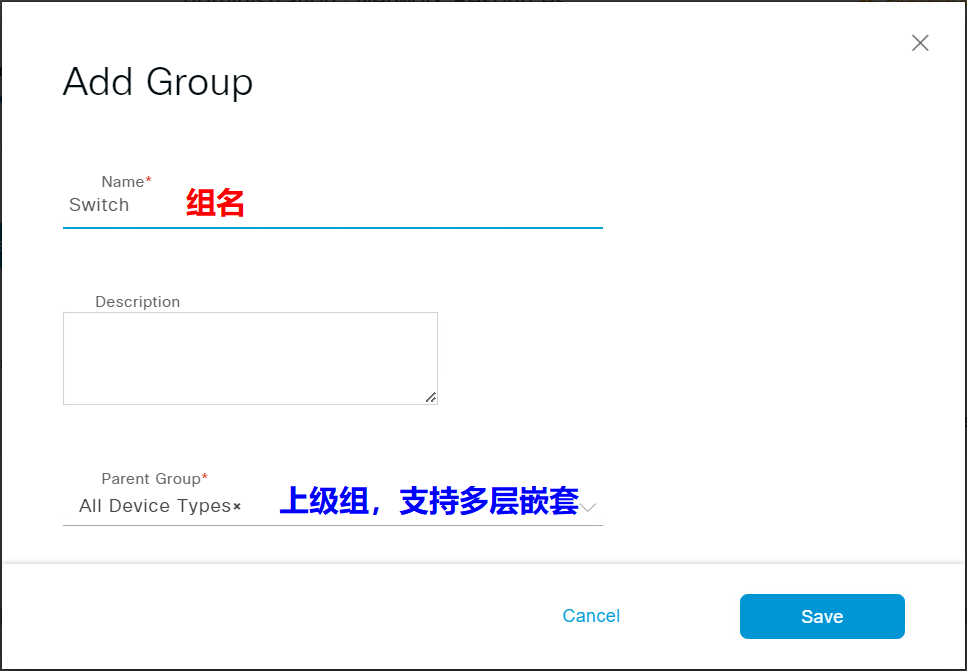 Add Group
Name*
Switch 组名
Description
Parent Group*
All Device Types× 上级组，支持多层嵌套
Cancel Save